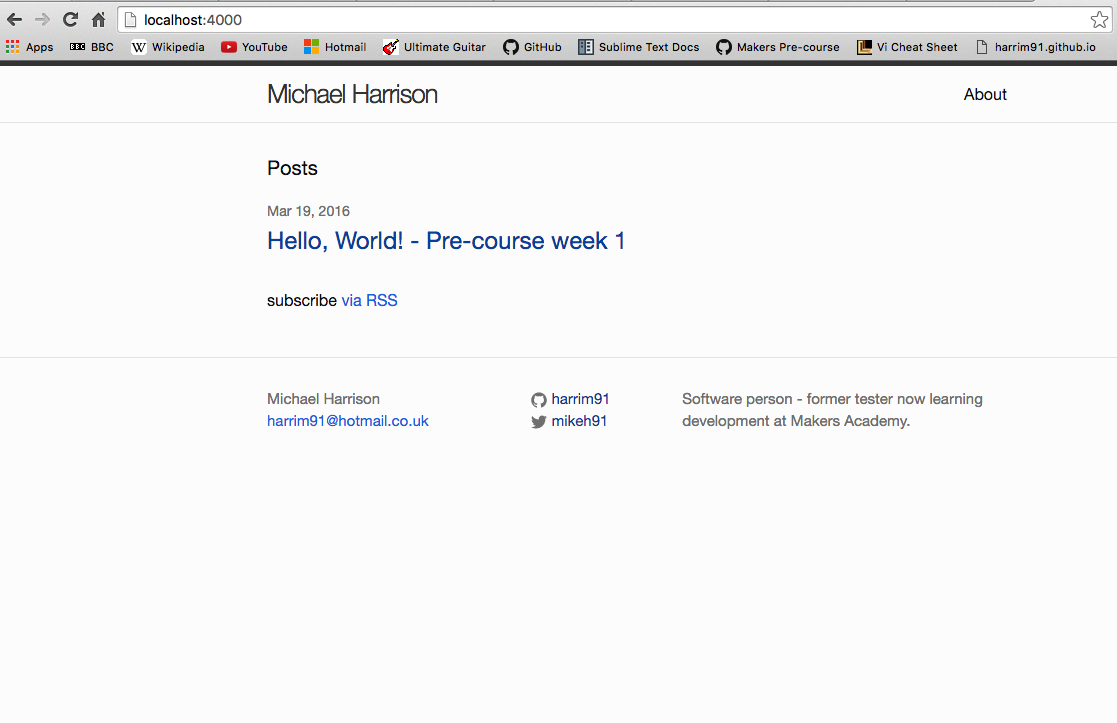 localhost:4000
Apps BBC BBC Wikipedia YouTube Hotmail Ultimate Guitar GitHub Sublime Text Docs Makers Pre-course Vi Cheat Sheet harrim91.github.io
Michael Harrison About
Posts
Mar 19, 2016
Hello, World! - Pre-course week 1
subscribe via RSS
Michael Harrison
harrim91@hotmail.co.uk
harrim91
mikeh91
Software person - former tester now learning
development at Makers Academy.